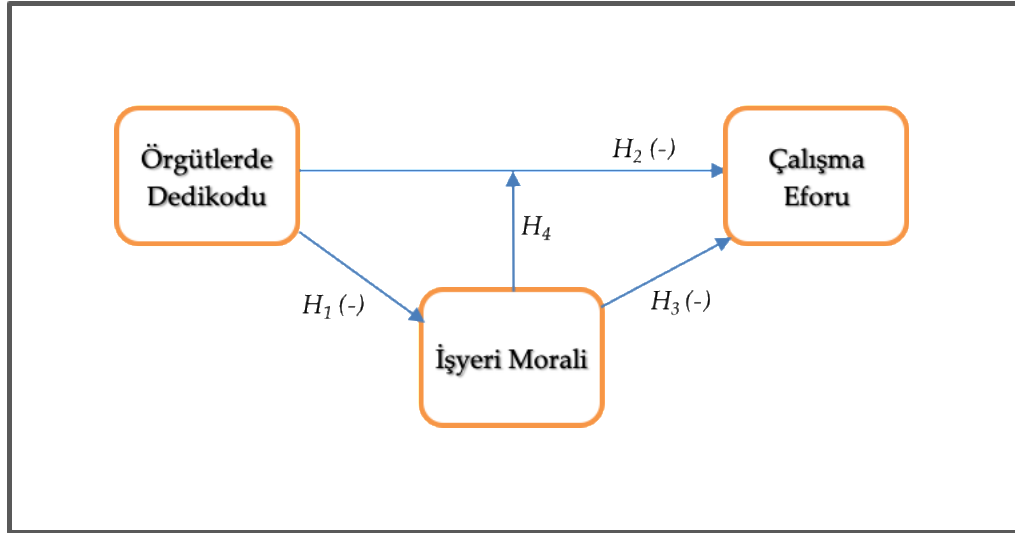 Örgütlerde
Dedikodu
H₂ (-)
Çalışma
Eforu
H₄
H₁ (-)
H₃ (-)
İşyeri Morali